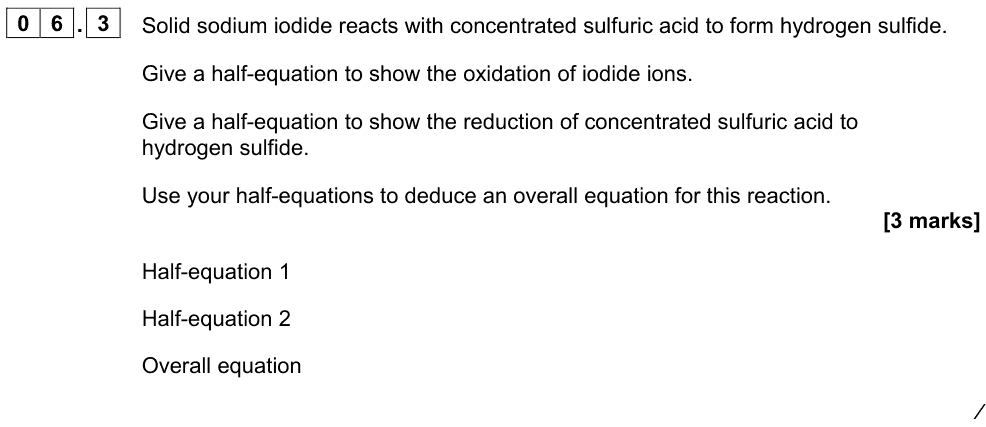 06.3 Solid sodium iodide reacts with concentrated sulfuric acid to form hydrogen sulfide.
Give a half-equation to show the oxidation of iodide ions.
Give a half-equation to show the reduction of concentrated sulfuric acid to
hydrogen sulfide.
Use your half-equations to deduce an overall equation for this reaction.
[3 marks]
Half-equation 1
Half-equation 2
Overall equation